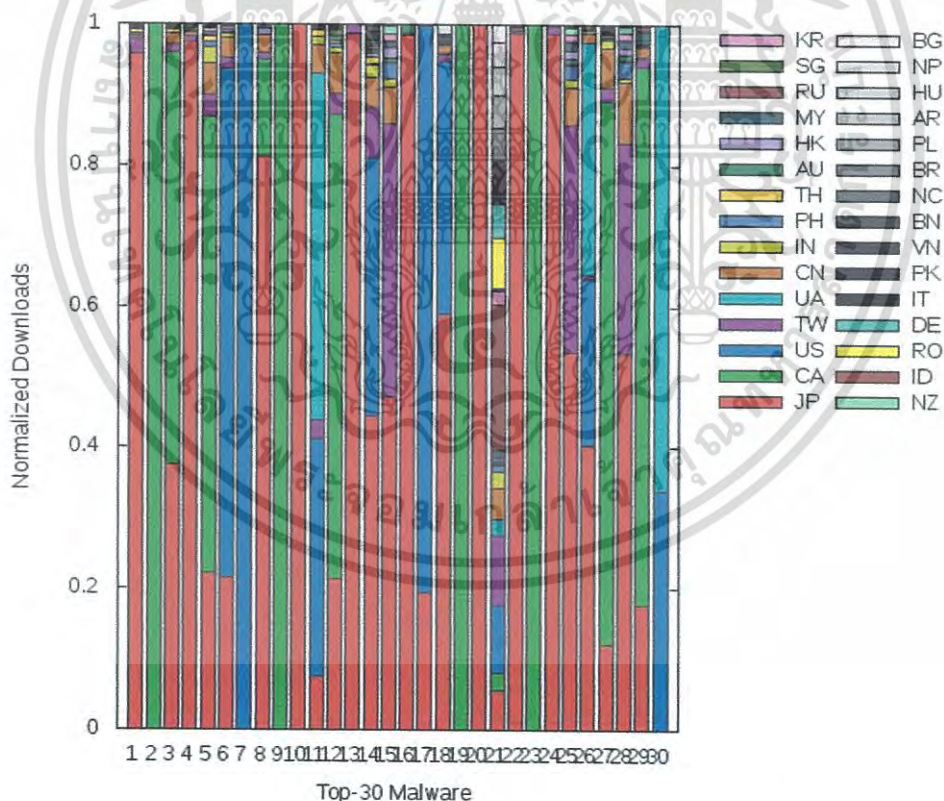 1
0.8
0.6
0.4
0.2
0
Normalized Downloads
1 2 3 4 5 6 7 8 9 10 11 12 13 14 15 16 17 18 19 20 21 22 23 24 25 26 27 28 29 30
Top-30 Malware
KR BG
SG NP
RU HU
MY AR
HK PL
AU BR
TH NC
PH BN
IN VN
CN PK
UA IT
TW DE
US RO
CA ID
JP NZ